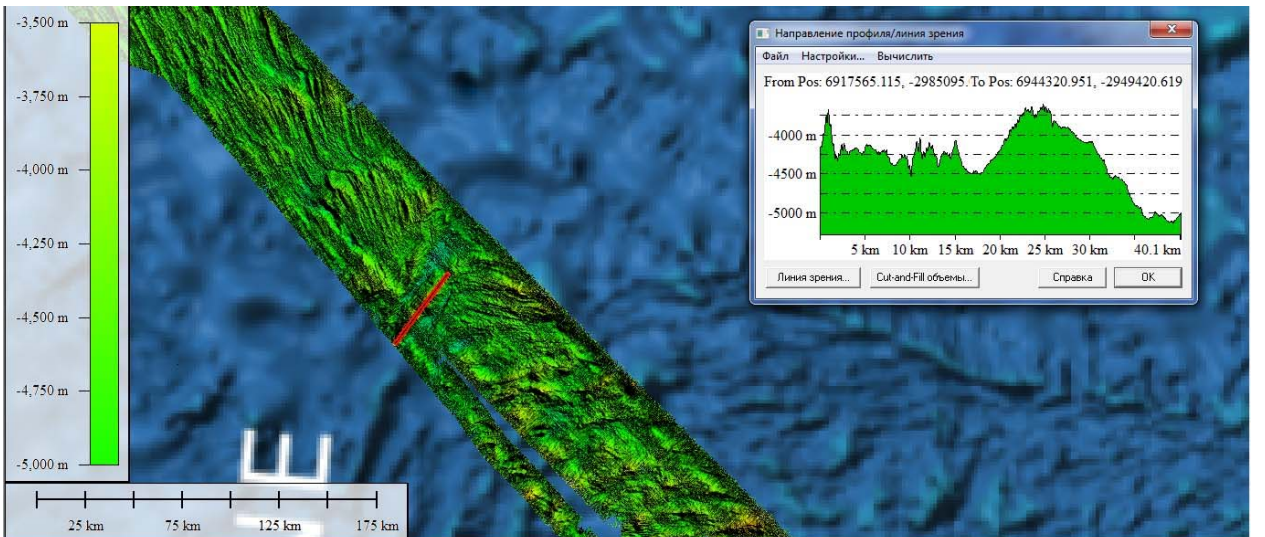 -3,500 m
-3,750 m
-4,000 m
-4,250 m
-4,500 m
-4,750 m
-5,000 m
25 km 75 km 125 km 175 km
Направление профиля/линия зрения
Файл Настройки... Вычислить
From Pos: 6917565.115, -2985095. To Pos: 6944320.951, -2949420.619
-4000 m
-4500 m
-5000 m
5 km 10 km 15 km 20 km 25 km 30 km 40.1 km
Линия зрения... Cut-and-Fill объемы... Справка OK